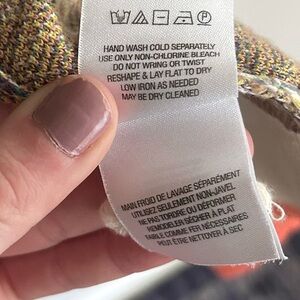 HAND WASH COLD SEPARATELY
USE ONLY NON-CHLORINE BLEACH
DO NOT WRING OR TWIST
RESHAPE & LAY FLAT TO DRY
LOW IRON AS NEEDED
MAY BE DRY CLEANED
MAIN FROID DE LAVAGE SÉPARÉMENT
UTILISEZ SEULEMENT NON-JAVEL
NE PAS TORDRE OU DÉFORMER
REMODELER SÉCHER À PLAT
FAIBLE COMME FER NÉCESSAIRES
PEUT ÊTRE NETTOYER À SEC